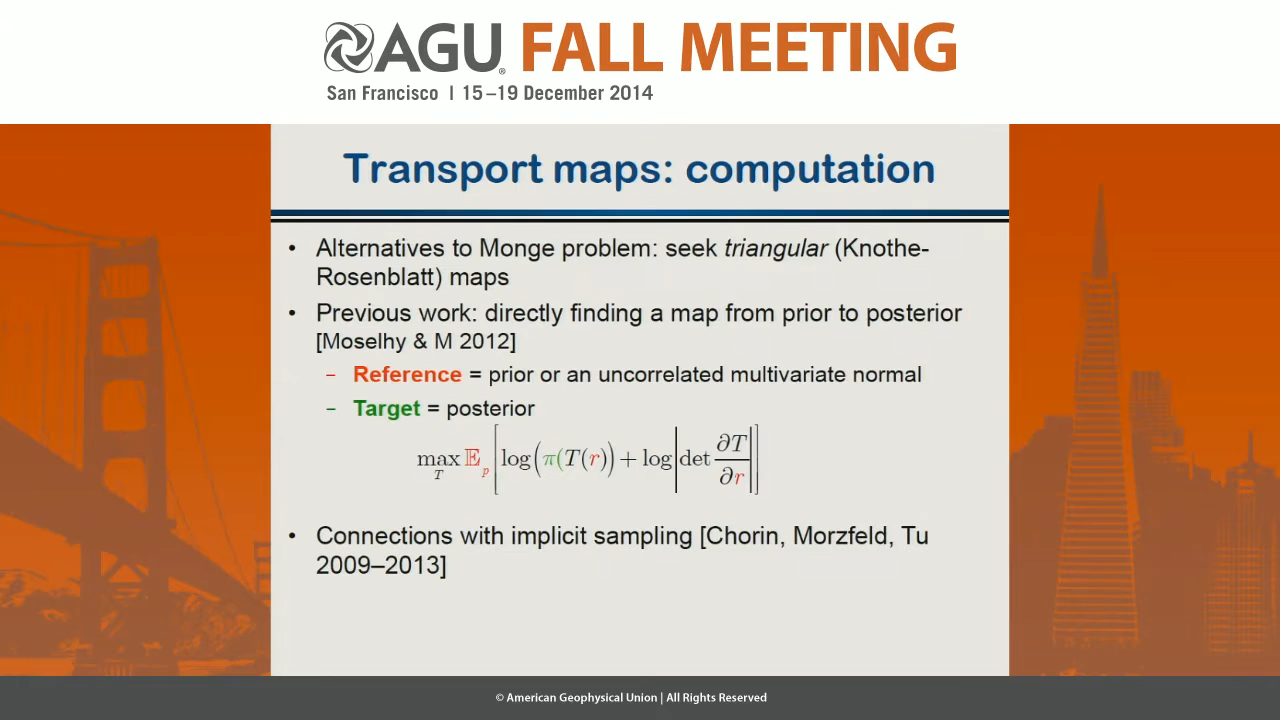 AGU® FALL MEETING
San Francisco | 15–19 December 2014
Transport maps: computation
• Alternatives to Monge problem: seek triangular (Knothe-
Rosenblatt) maps
• Previous work: directly finding a map from prior to posterior
[Moselhy & M 2012]
– Reference = prior or an uncorrelated multivariate normal
– Target = posterior
max_T 𝔼_p [log(π(T(r)) + log|det ∂T/∂r|]
• Connections with implicit sampling [Chorin, Morzfeld, Tu
2009–2013]
© American Geophysical Union | All Rights Reserved